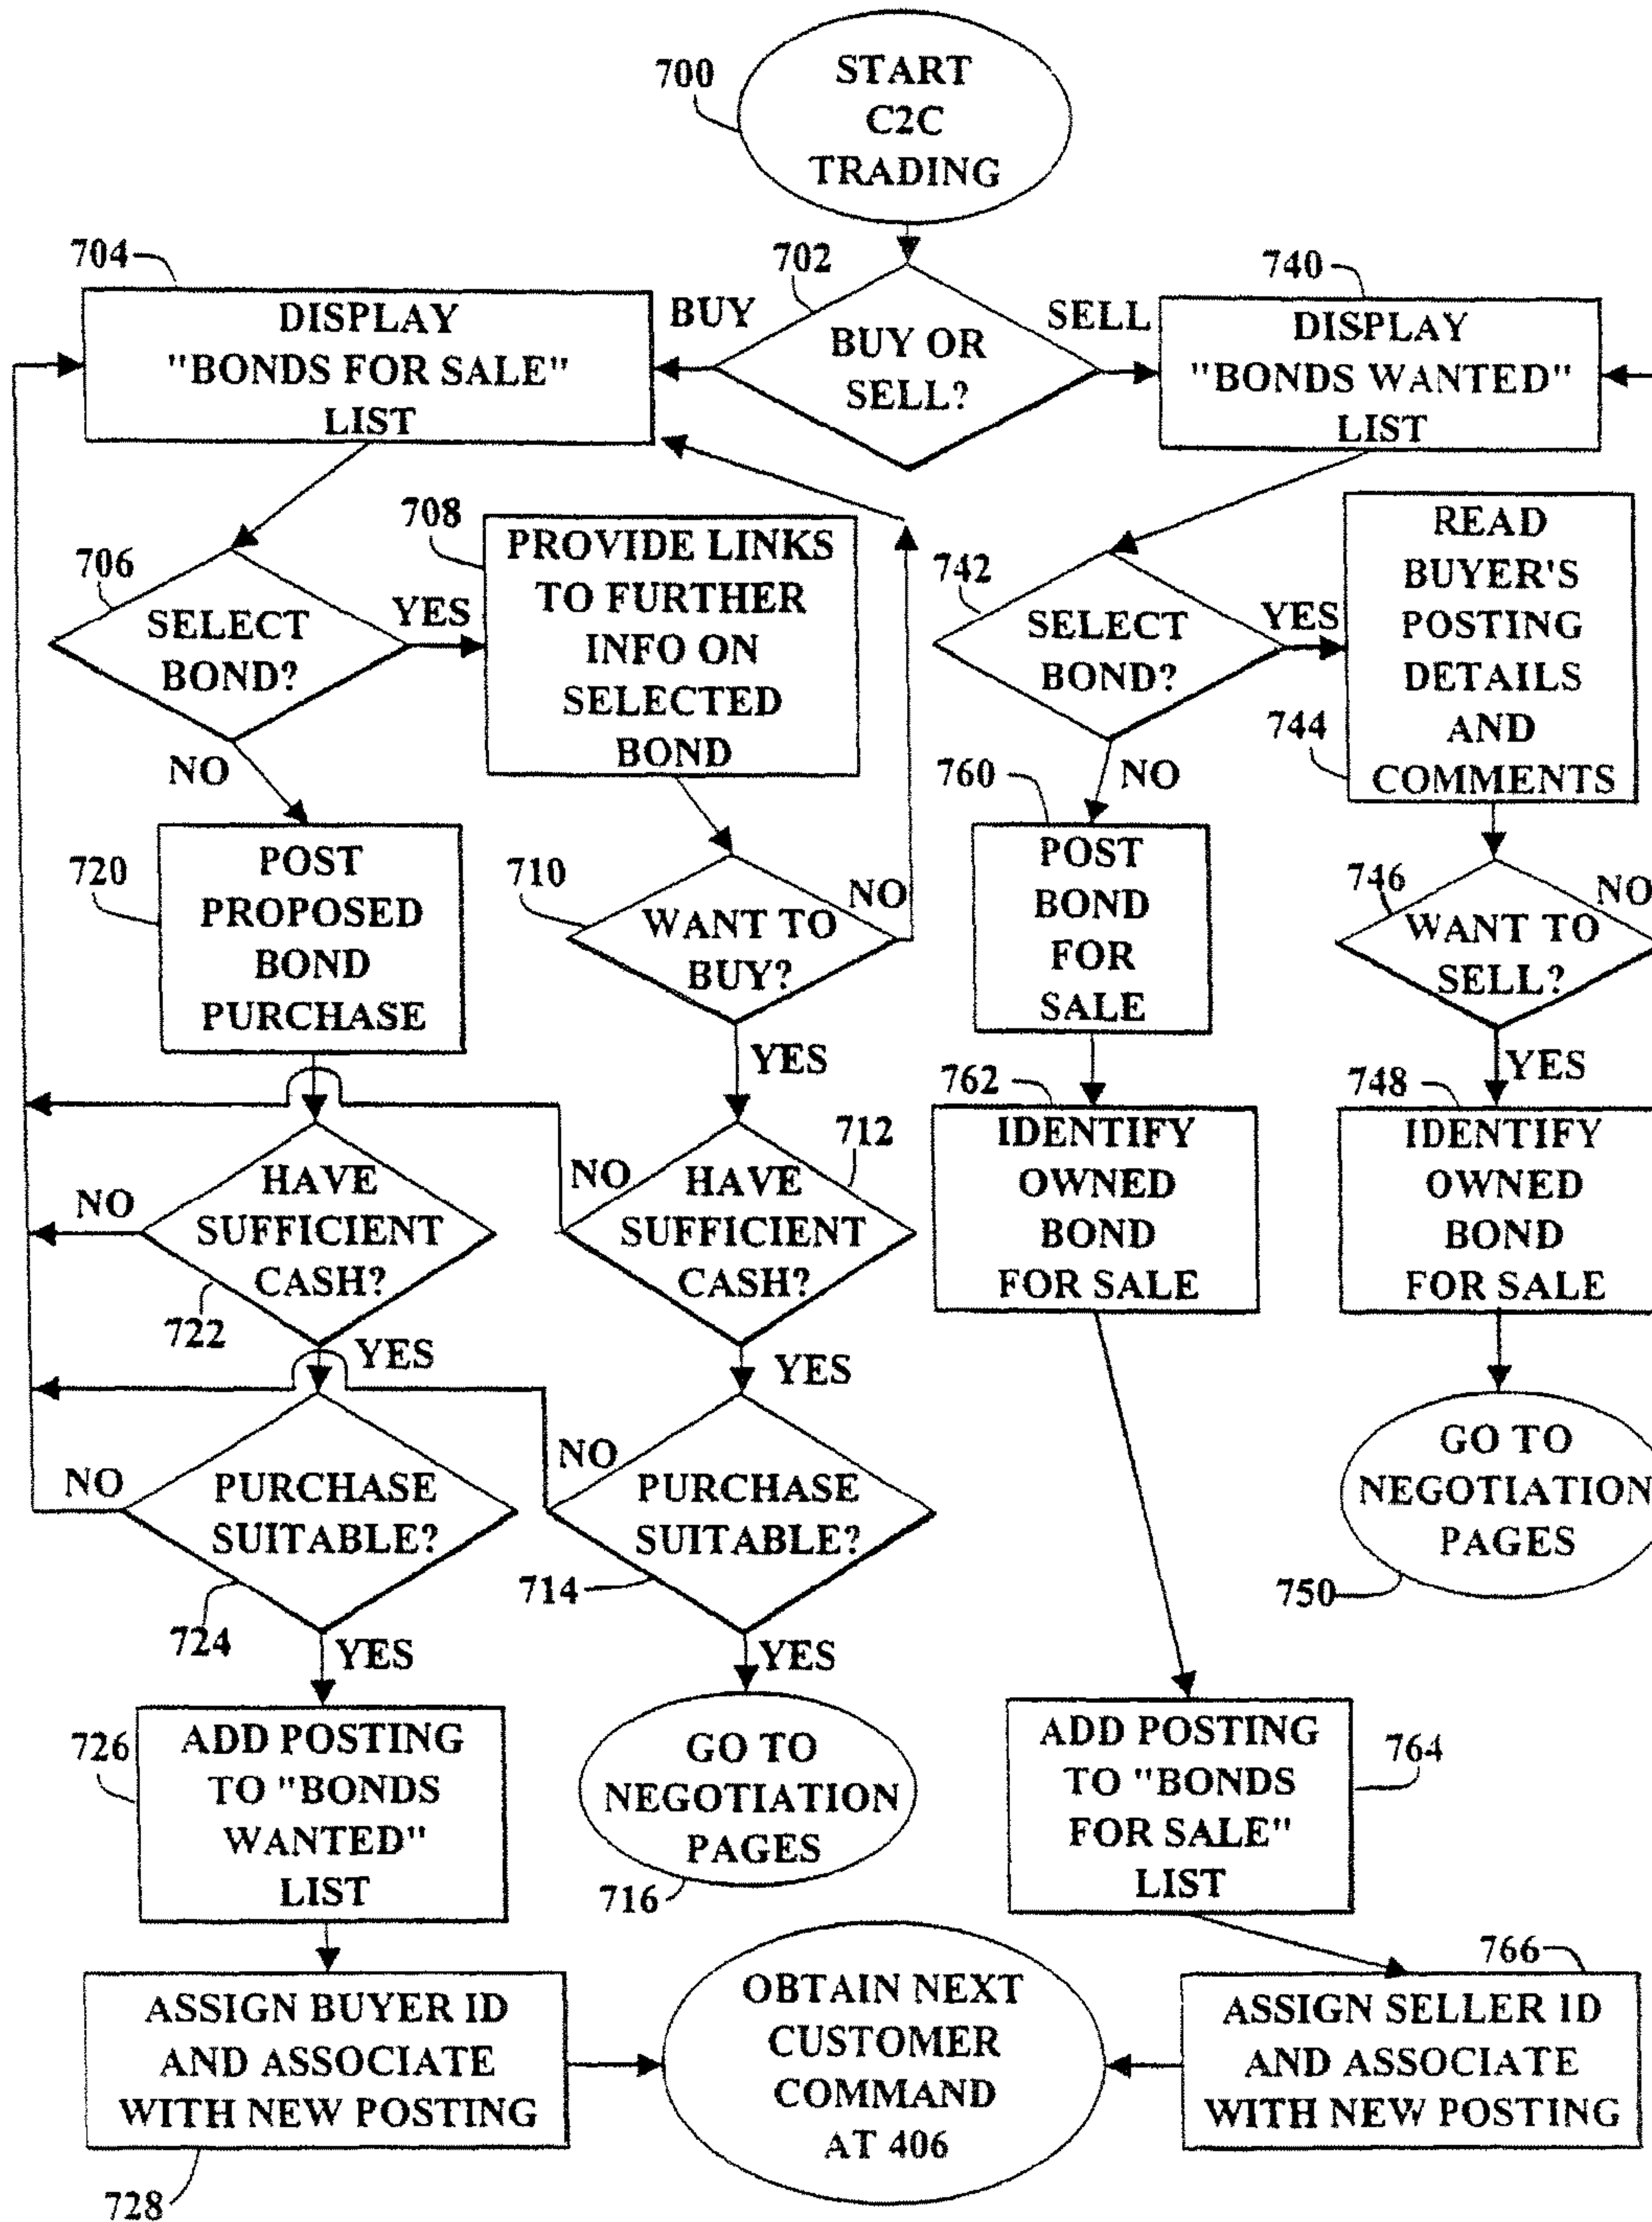 700
START
C2C
TRADING
704
702
740
DISPLAY
"BONDS FOR SALE"
LIST
BUY
BUY OR
SELL?
SELL
DISPLAY
"BONDS WANTED"
LIST
706
SELECT
BOND?
YES
NO
708
PROVIDE LINKS
TO FURTHER
INFO ON
SELECTED
BOND
742
SELECT
BOND?
YES
NO
READ
BUYER'S
POSTING
DETAILS
AND
COMMENTS
744
720
POST
PROPOSED
BOND
PURCHASE
710
WANT TO
BUY?
NO
YES
760
POST
BOND
FOR
SALE
746
WANT TO
SELL?
NO
YES
NO
HAVE
SUFFICIENT
CASH?
722
YES
712
NO
HAVE
SUFFICIENT
CASH?
YES
762
IDENTIFY
OWNED
BOND
FOR SALE
748
IDENTIFY
OWNED
BOND
FOR SALE
NO
PURCHASE
SUITABLE?
724
YES
NO
PURCHASE
SUITABLE?
714
YES
GO TO
NEGOTIATION
PAGES
750
726
ADD POSTING
TO "BONDS
WANTED"
LIST
GO TO
NEGOTIATION
PAGES
716
ADD POSTING
TO "BONDS
FOR SALE"
LIST
764
ASSIGN BUYER ID
AND ASSOCIATE
WITH NEW POSTING
728
OBTAIN NEXT
CUSTOMER
COMMAND
AT 406
766
ASSIGN SELLER ID
AND ASSOCIATE
WITH NEW POSTING